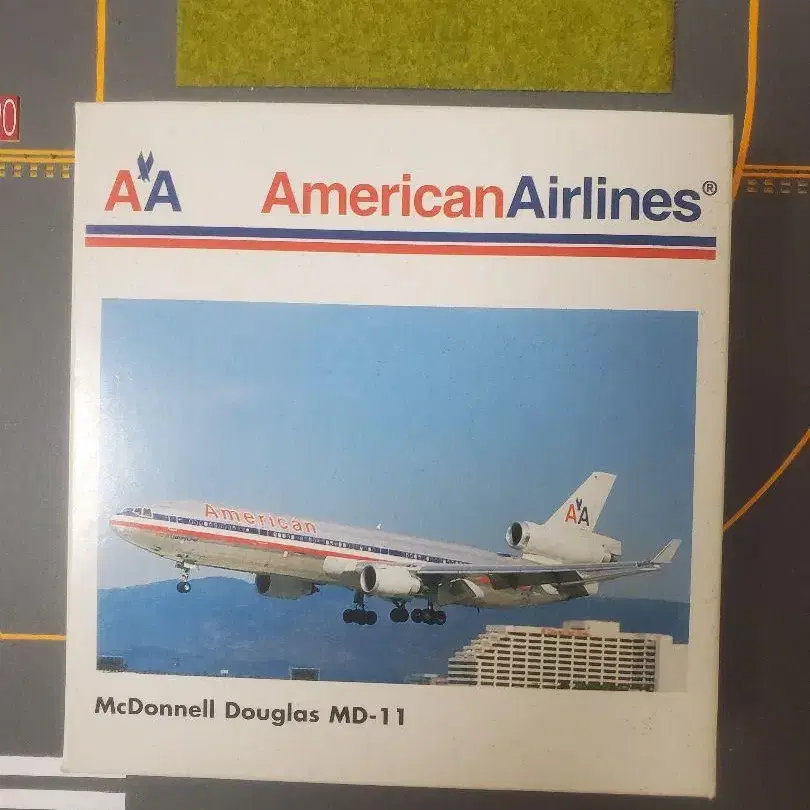 AA AmericanAirlines®
American
AA
McDonnell Douglas MD-11